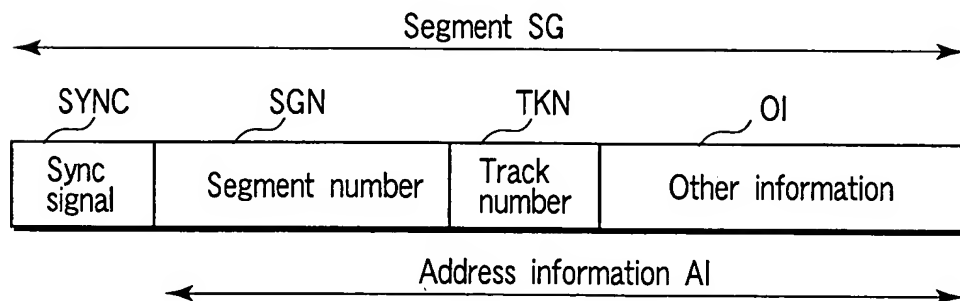 Segment SG
SYNC SGN TKN OI
Sync signal
Segment number
Track number
Other information
Address information AI